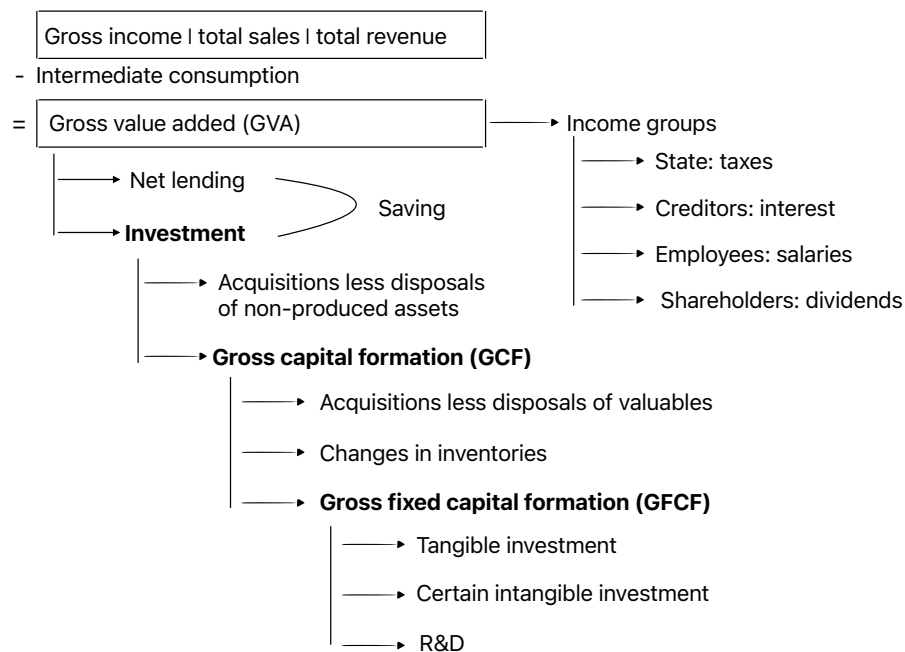 Gross income | total sales | total revenue
- Intermediate consumption
= Gross value added (GVA)
Income groups
State: taxes
Creditors: interest
Employees: salaries
Shareholders: dividends
Net lending
Saving
Investment
Acquisitions less disposals
of non-produced assets
Gross capital formation (GCF)
Acquisitions less disposals of valuables
Changes in inventories
Gross fixed capital formation (GFCF)
Tangible investment
Certain intangible investment
R&D